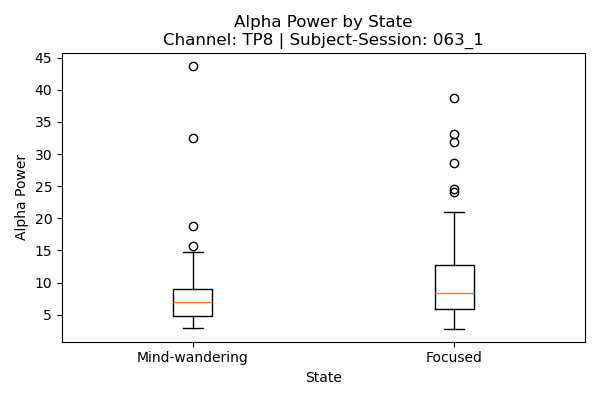 Alpha Power by State
Channel: TP8 | Subject-Session: 063_1
45
40
35
30
25
20
15
10
5
Alpha Power
Mind-wandering
Focused
State